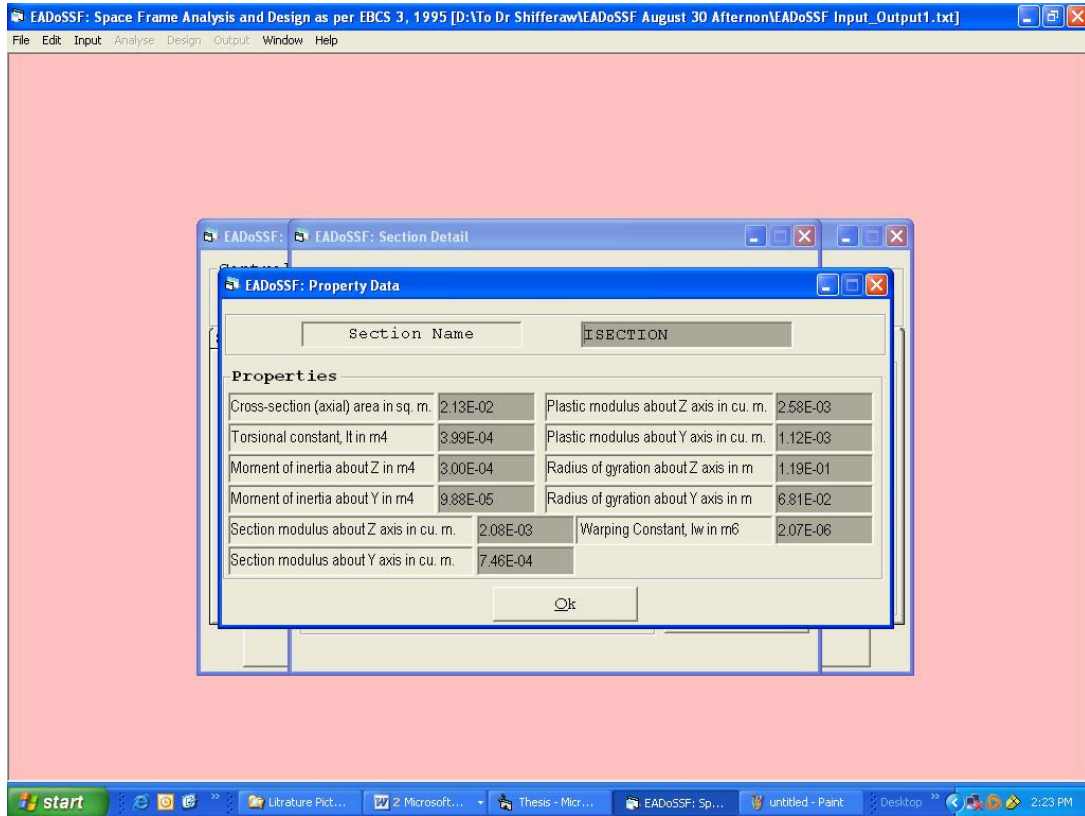 EADoSSF: Space Frame Analysis and Design as per EBCS 3, 1995 [D:\To Dr Shifferaw\EADoSSF August 30 Afternon\EADoSSF Input_Output1.txt]
File Edit Input Analyse Design Output Window Help
EADoSSF: EADoSSF: Section Detail
EADoSSF: Property Data
Section Name ISECTION
Properties
Cross-section (axial) area in sq. m. 2.13E-02 Plastic modulus about Z axis in cu. m. 2.58E-03
Torsional constant, It in m4 3.99E-04 Plastic modulus about Y axis in cu. m. 1.12E-03
Moment of inertia about Z in m4 3.00E-04 Radius of gyration about Z axis in m 1.19E-01
Moment of inertia about Y in m4 9.88E-05 Radius of gyration about Y axis in m 6.81E-02
Section modulus about Z axis in cu. m. 2.08E-03 Warping Constant, Iw in m6 2.07E-06
Section modulus about Y axis in cu. m. 7.46E-04
Ok
start Litrature Pict... 2 Microsoft... Thesis - Micr... EADoSSF: Sp... untitled - Paint Desktop 2:23 PM